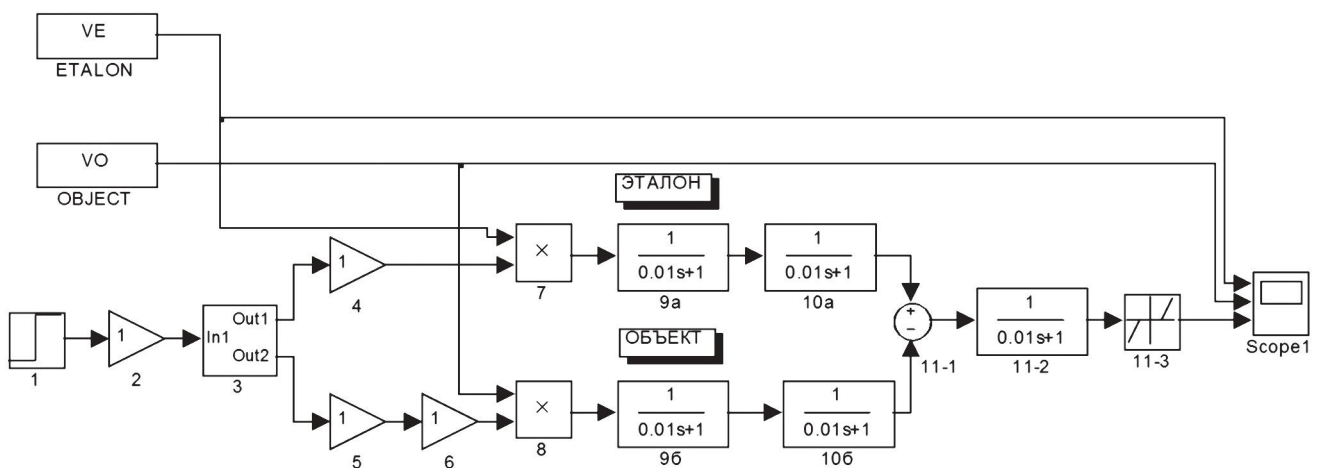 VE
ETALON
VO
OBJECT
ЭТАЛОН
×
7
1
0.01s+1
9а
1
0.01s+1
10а
1
4
1
1
2
In1
Out1
Out2
3
+
−
11-1
1
0.01s+1
11-2
11-3
Scope1
ОБЪЕКТ
1
5
1
6
×
8
1
0.01s+1
9б
1
0.01s+1
10б